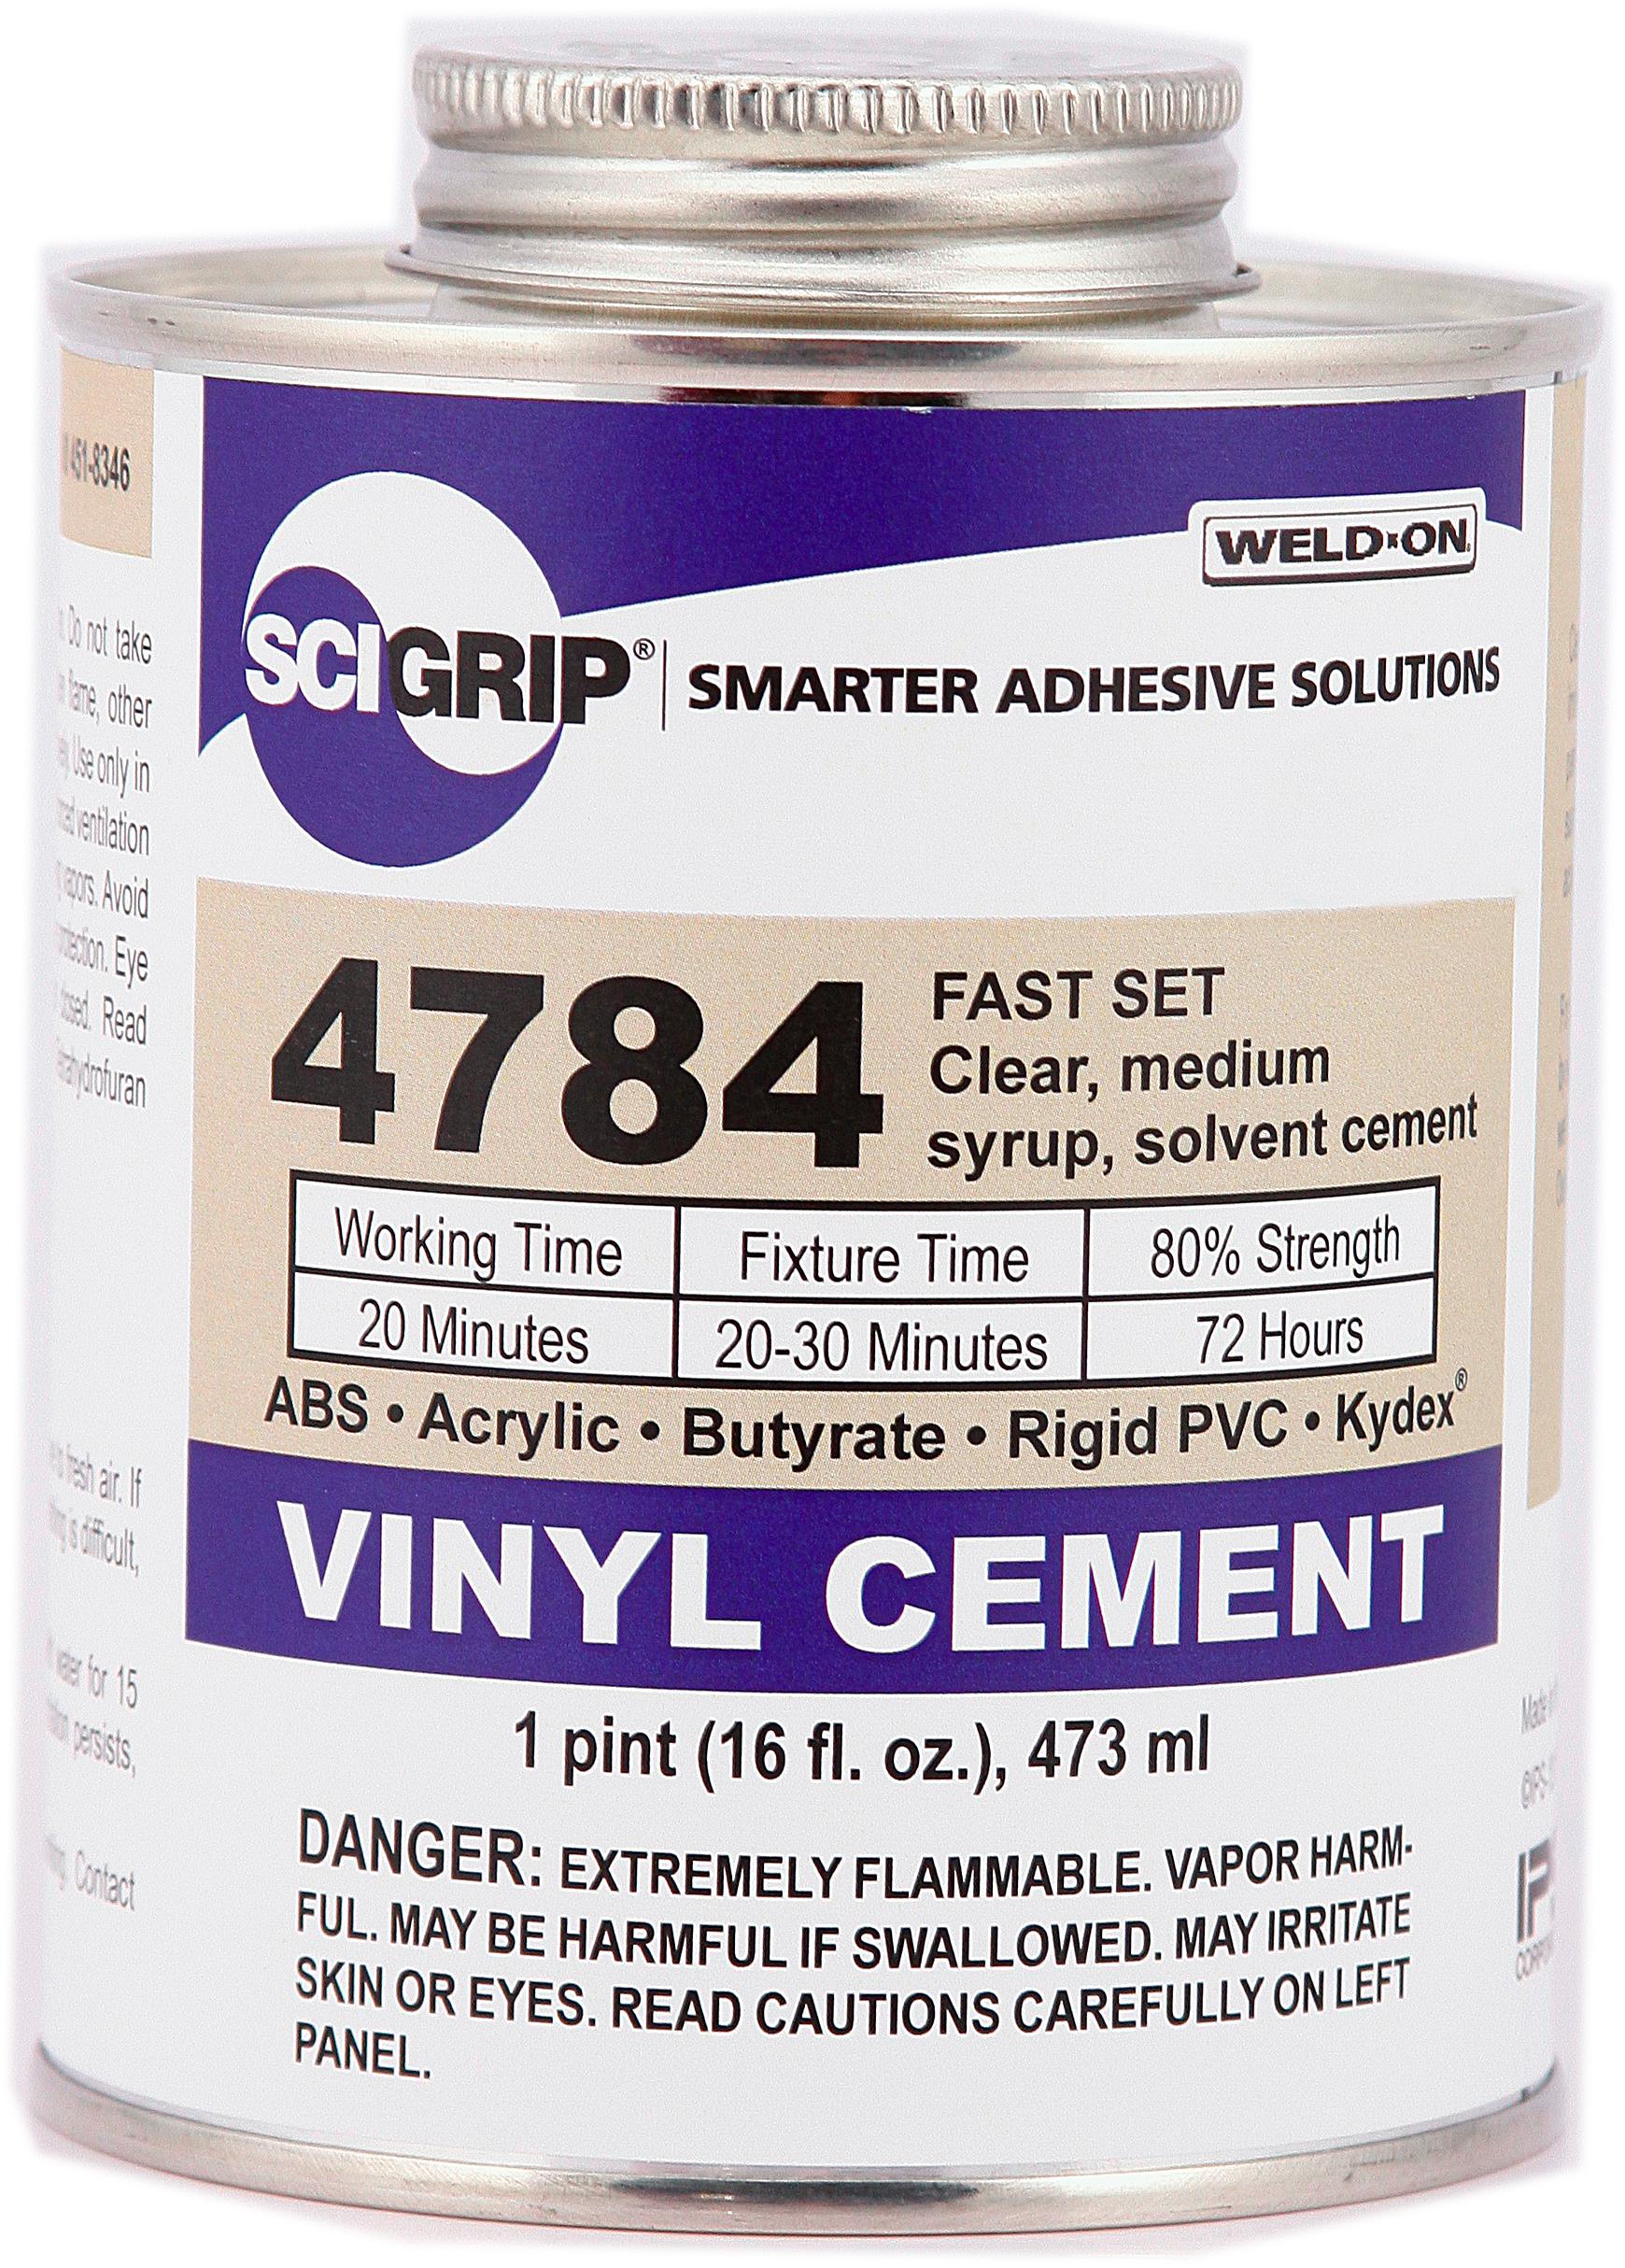 451-8346
Do not take
flame, other
Use only in
ventilation
vapors. Avoid
Eye
Read
fresh air. If
is difficult,
water for 15
persists,
Contact
WELD-ON
SCIGRIP® | SMARTER ADHESIVE SOLUTIONS
4784 FAST SET
Clear, medium
syrup, solvent cement
Working Time Fixture Time 80% Strength
20 Minutes 20-30 Minutes 72 Hours
ABS • Acrylic • Butyrate • Rigid PVC • Kydex®
VINYL CEMENT
1 pint (16 fl. oz.), 473 ml
DANGER: EXTREMELY FLAMMABLE. VAPOR HARM-
FUL. MAY BE HARMFUL IF SWALLOWED. MAY IRRITATE
SKIN OR EYES. READ CAUTIONS CAREFULLY ON LEFT
PANEL.
Made